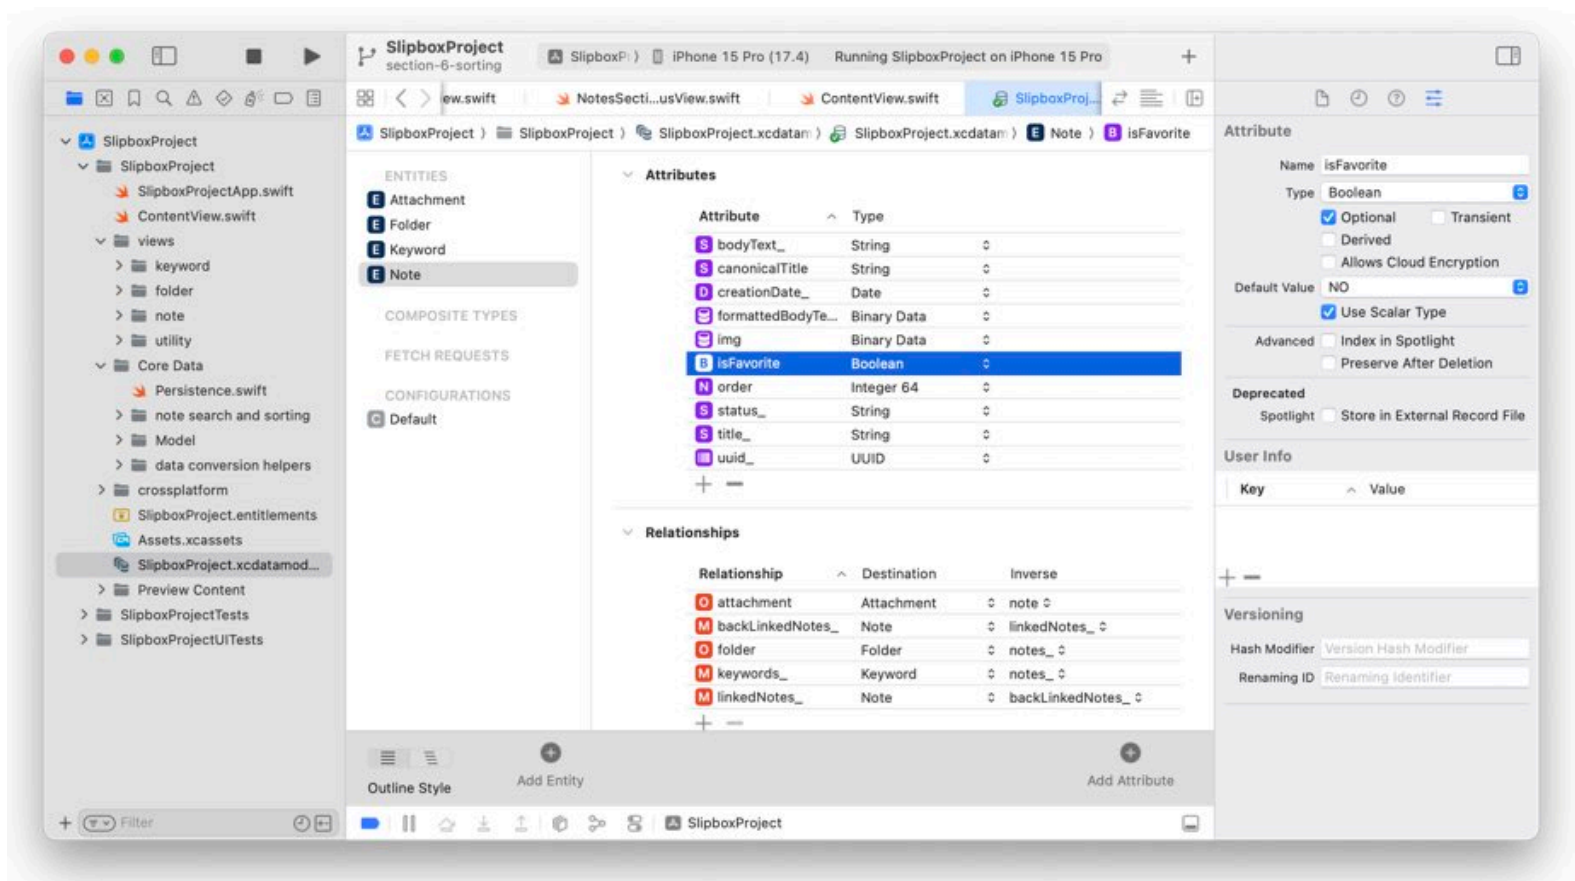 SlipboxProject
section-6-sorting
SlipboxP
iPhone 15 Pro (17.4)
Running SlipboxProject on iPhone 15 Pro
ew.swift
NotesSecti...usView.swift
ContentView.swift
SlipboxProj...
SlipboxProject
SlipboxProject
SlipboxProject.xcdatam
SlipboxProject.xcdatam
E Note
B isFavorite
SlipboxProject
SlipboxProject
SlipboxProjectApp.swift
ContentView.swift
views
keyword
folder
note
utility
Core Data
Persistence.swift
note search and sorting
Model
data conversion helpers
crossplatform
SlipboxProject.entitlements
Assets.xcassets
SlipboxProject.xcdatamod...
Preview Content
SlipboxProjectTests
SlipboxProjectUITests
Filter
ENTITIES
E Attachment
E Folder
E Keyword
E Note
COMPOSITE TYPES
FETCH REQUESTS
CONFIGURATIONS
C Default
Attributes
Attribute Type
S bodyText_ String
S canonicalTitle String
D creationDate_ Date
formattedBodyTe... Binary Data
img Binary Data
B isFavorite Boolean
N order Integer 64
S status_ String
S title_ String
uuid_ UUID
Relationships
Relationship Destination Inverse
O attachment Attachment note
M backLinkedNotes_ Note linkedNotes_
O folder Folder notes_
M keywords_ Keyword notes_
M linkedNotes_ Note backLinkedNotes_
Outline Style
Add Entity
Add Attribute
SlipboxProject
Attribute
Name isFavorite
Type Boolean
Optional Transient
Derived
Allows Cloud Encryption
Default Value NO
Use Scalar Type
Advanced Index in Spotlight
Preserve After Deletion
Deprecated
Spotlight Store in External Record File
User Info
Key Value
Versioning
Hash Modifier Version Hash Modifier
Renaming ID Renaming Identifier